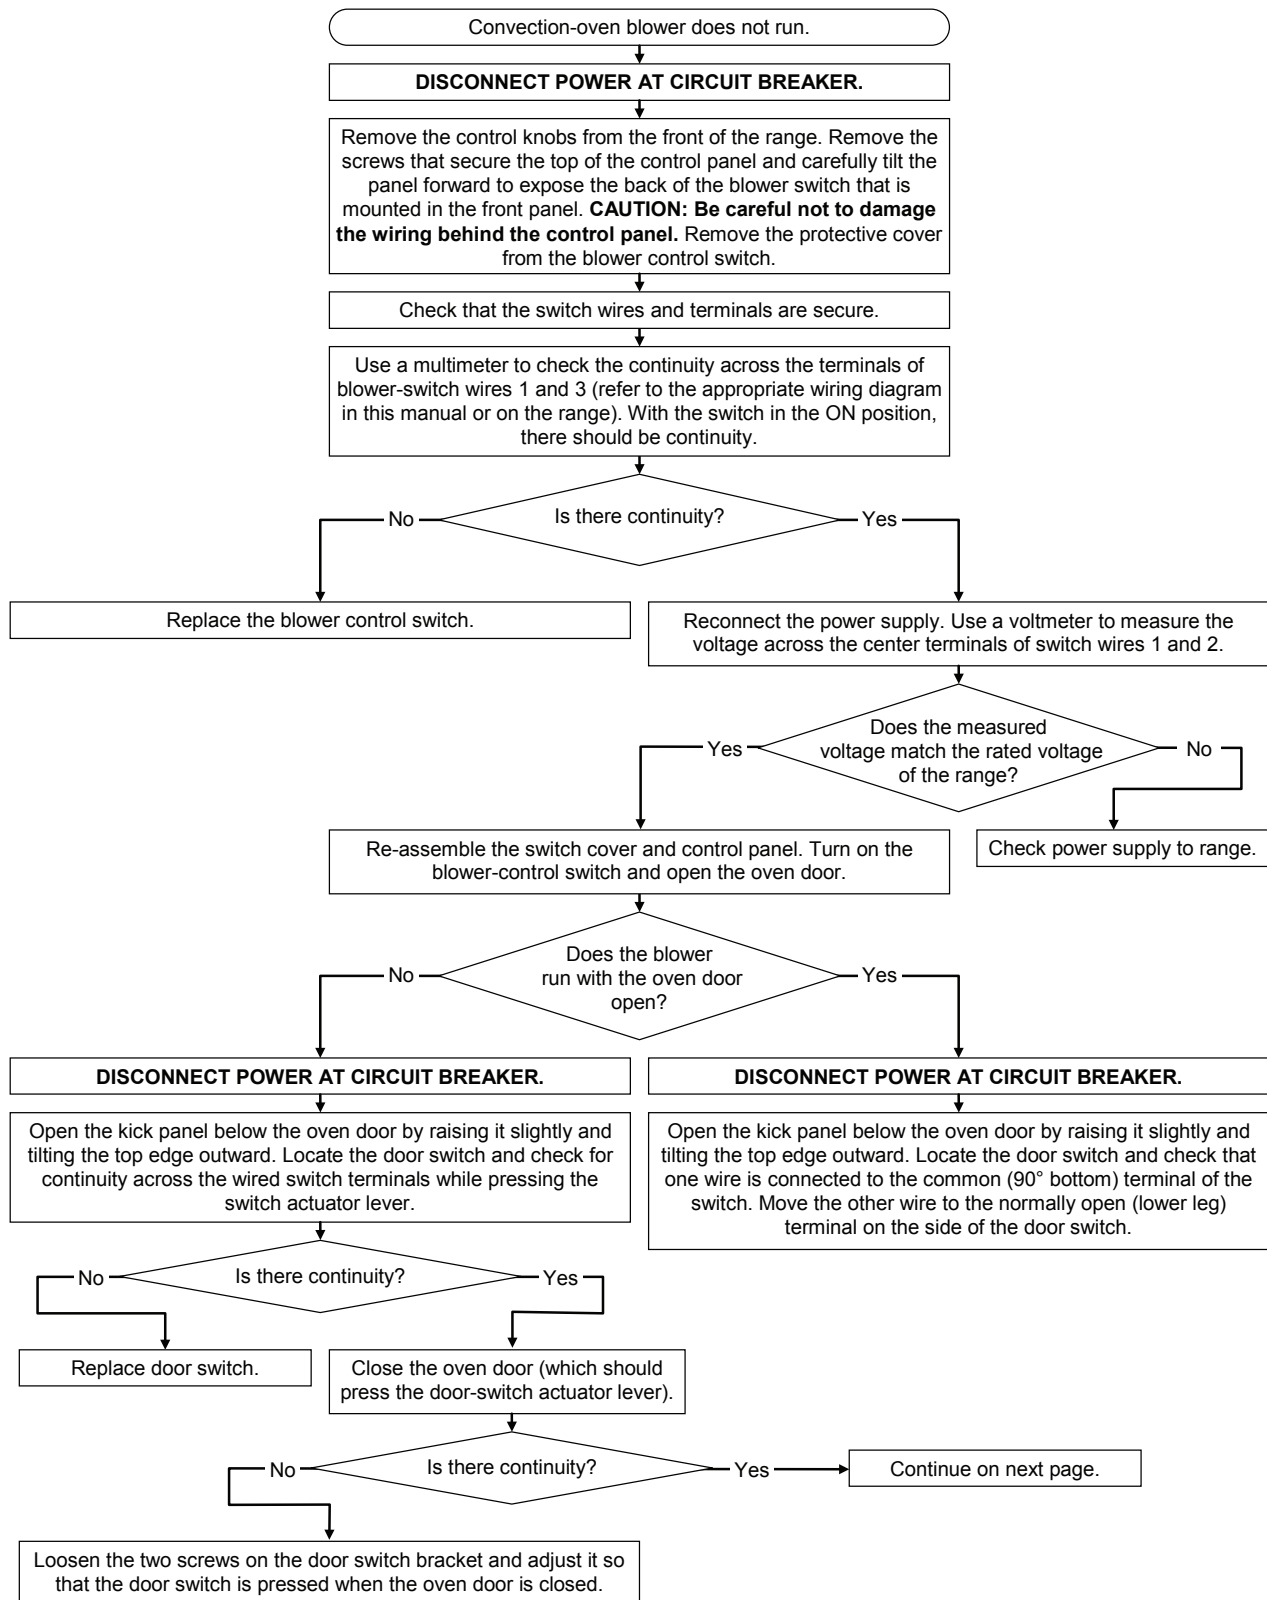 Convection-oven blower does not run.
DISCONNECT POWER AT CIRCUIT BREAKER.
Remove the control knobs from the front of the range. Remove the
screws that secure the top of the control panel and carefully tilt the
panel forward to expose the back of the blower switch that is
mounted in the front panel. CAUTION: Be careful not to damage
the wiring behind the control panel. Remove the protective cover
from the blower control switch.
Check that the switch wires and terminals are secure.
Use a multimeter to check the continuity across the terminals of
blower-switch wires 1 and 3 (refer to the appropriate wiring diagram
in this manual or on the range). With the switch in the ON position,
there should be continuity.
Is there continuity?
No
Yes
Replace the blower control switch.
Reconnect the power supply. Use a voltmeter to measure the
voltage across the center terminals of switch wires 1 and 2.
Does the measured
voltage match the rated voltage
of the range?
Yes
No
Re-assemble the switch cover and control panel. Turn on the
blower-control switch and open the oven door.
Check power supply to range.
Does the blower
run with the oven door
open?
No
Yes
DISCONNECT POWER AT CIRCUIT BREAKER.
Open the kick panel below the oven door by raising it slightly and
tilting the top edge outward. Locate the door switch and check for
continuity across the wired switch terminals while pressing the
switch actuator lever.
DISCONNECT POWER AT CIRCUIT BREAKER.
Open the kick panel below the oven door by raising it slightly and
tilting the top edge outward. Locate the door switch and check that
one wire is connected to the common (90° bottom) terminal of the
switch. Move the other wire to the normally open (lower leg)
terminal on the side of the door switch.
Is there continuity?
No
Yes
Replace door switch.
Close the oven door (which should
press the door-switch actuator lever).
Is there continuity?
No
Yes
Continue on next page.
Loosen the two screws on the door switch bracket and adjust it so
that the door switch is pressed when the oven door is closed.